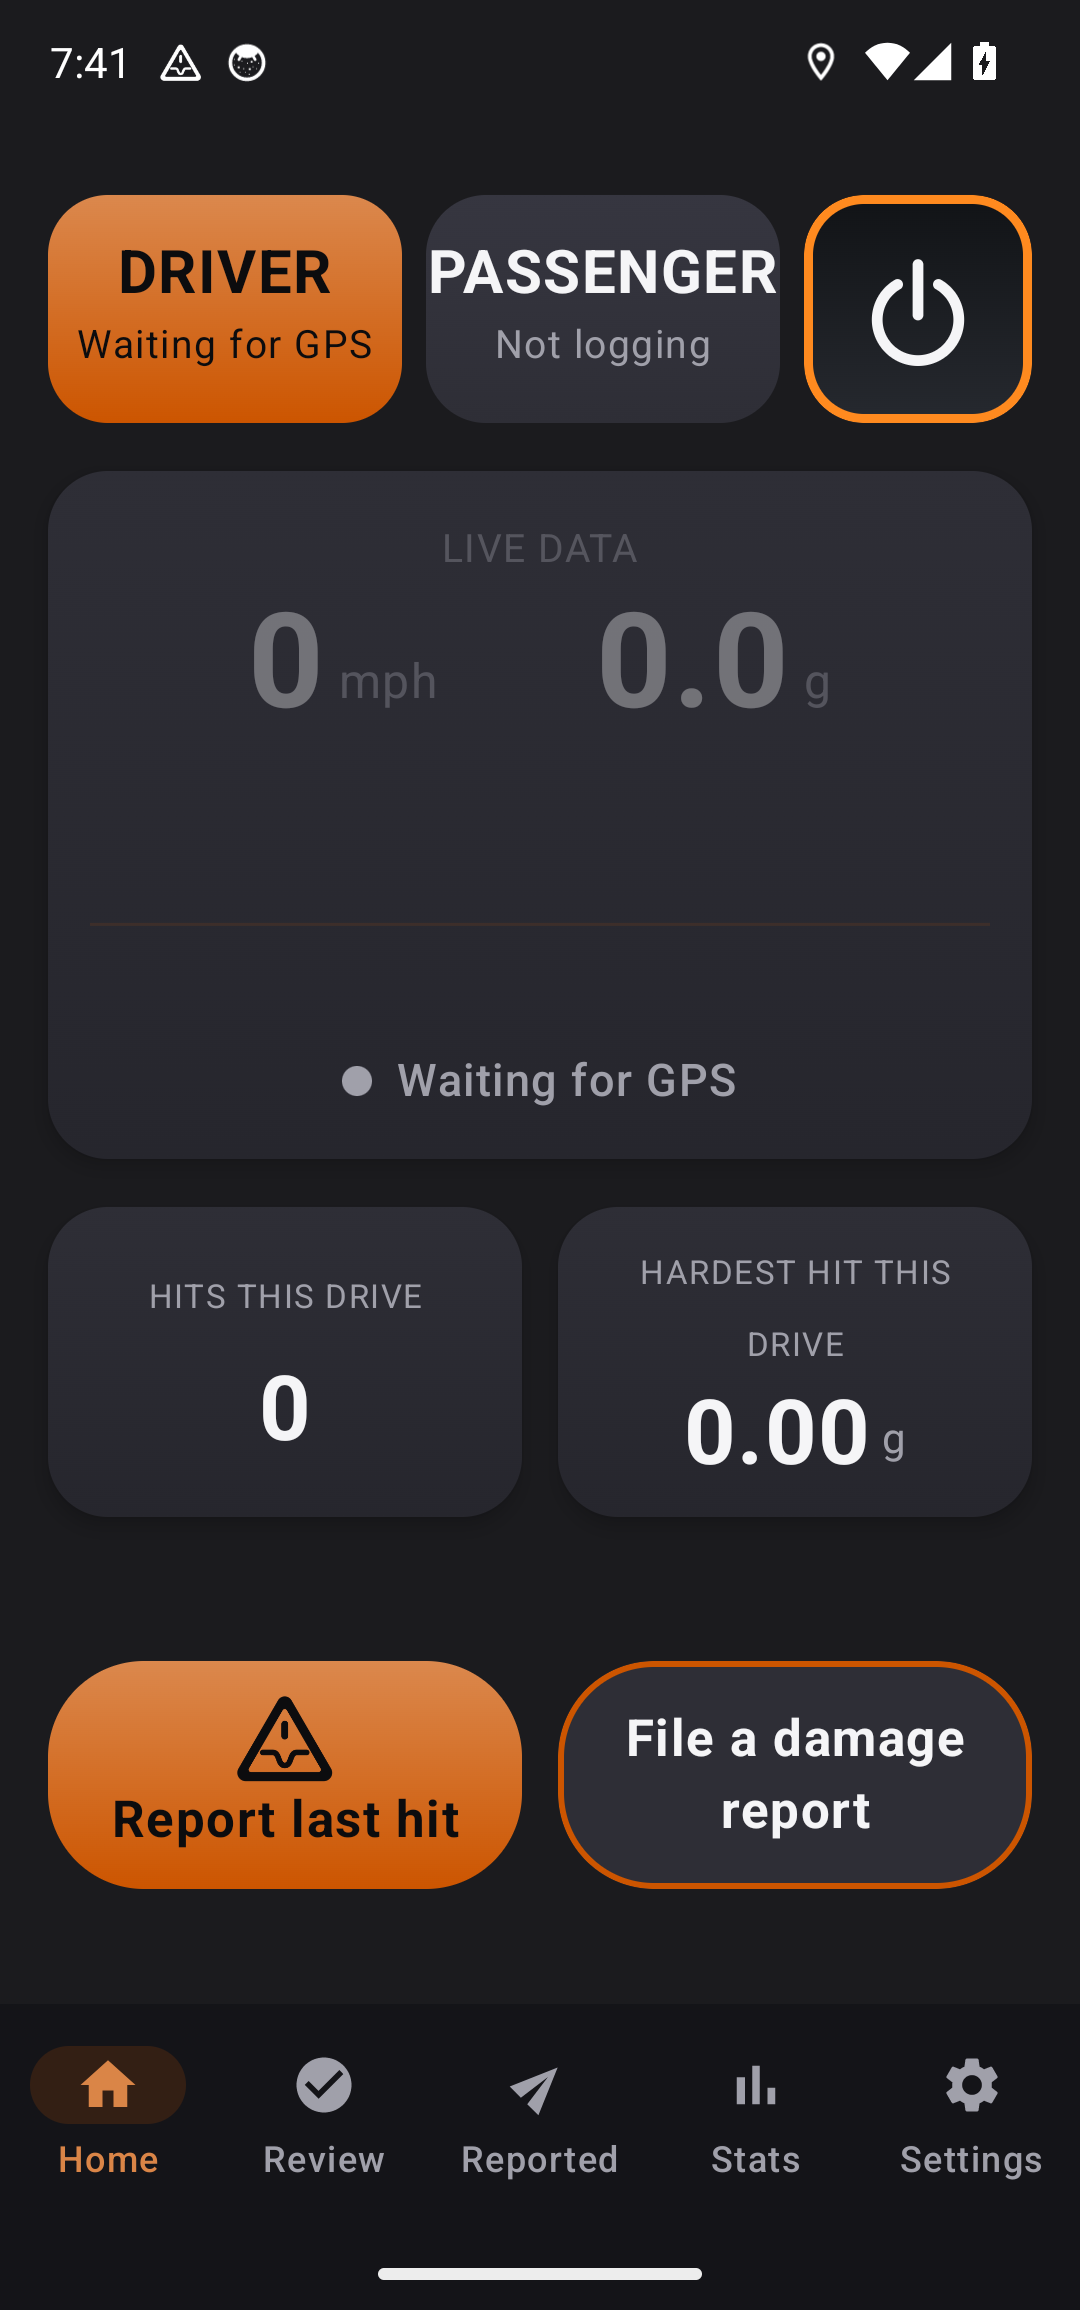 7:41
DRIVER
Waiting for GPS
PASSENGER
Not logging
LIVE DATA
0 mph
0.0 g
Waiting for GPS
HITS THIS DRIVE
0
HARDEST HIT THIS
DRIVE
0.00 g
Report last hit
File a damage
report
Home
Review
Reported
Stats
Settings